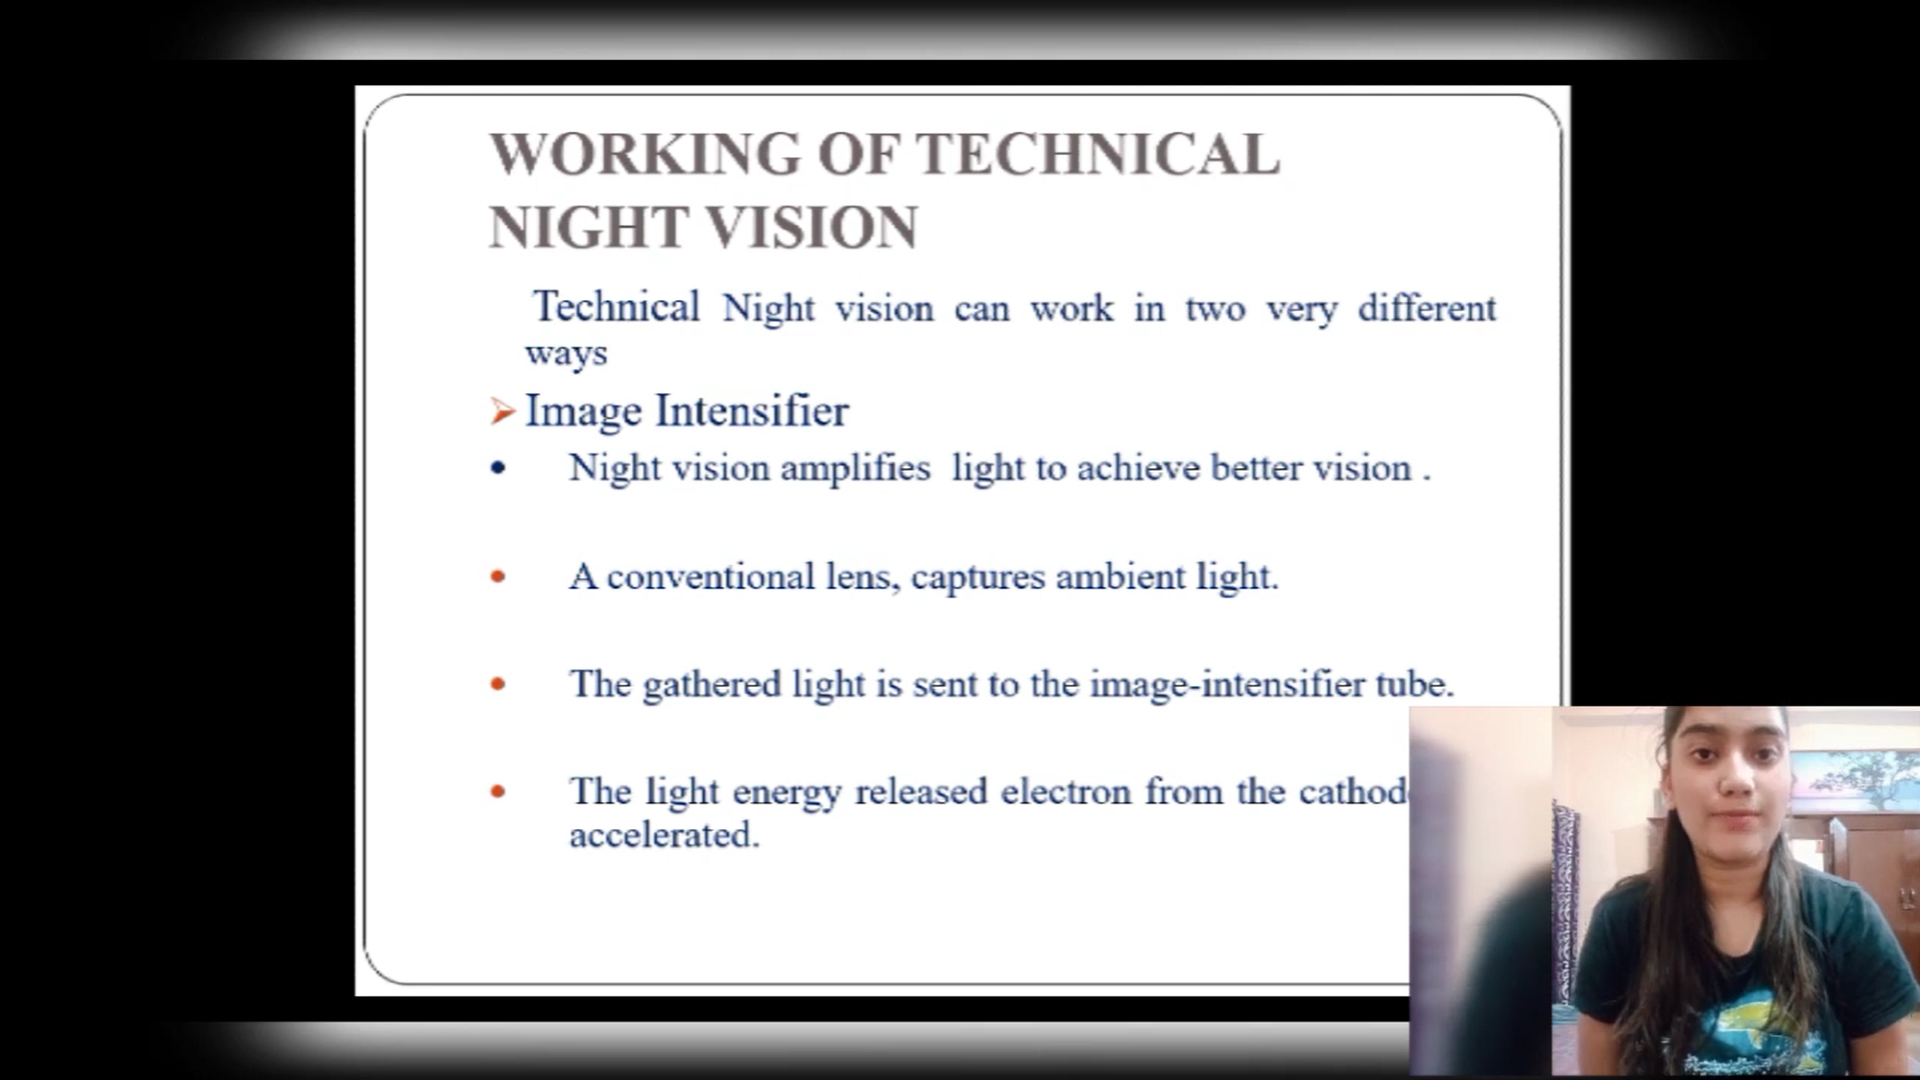 WORKING OF TECHNICAL
NIGHT VISION
Technical Night vision can work in two very different
ways
Image Intensifier
Night vision amplifies light to achieve better vision .
A conventional lens, captures ambient light.
The gathered light is sent to the image-intensifier tube.
The light energy released electron from the
accelerated.